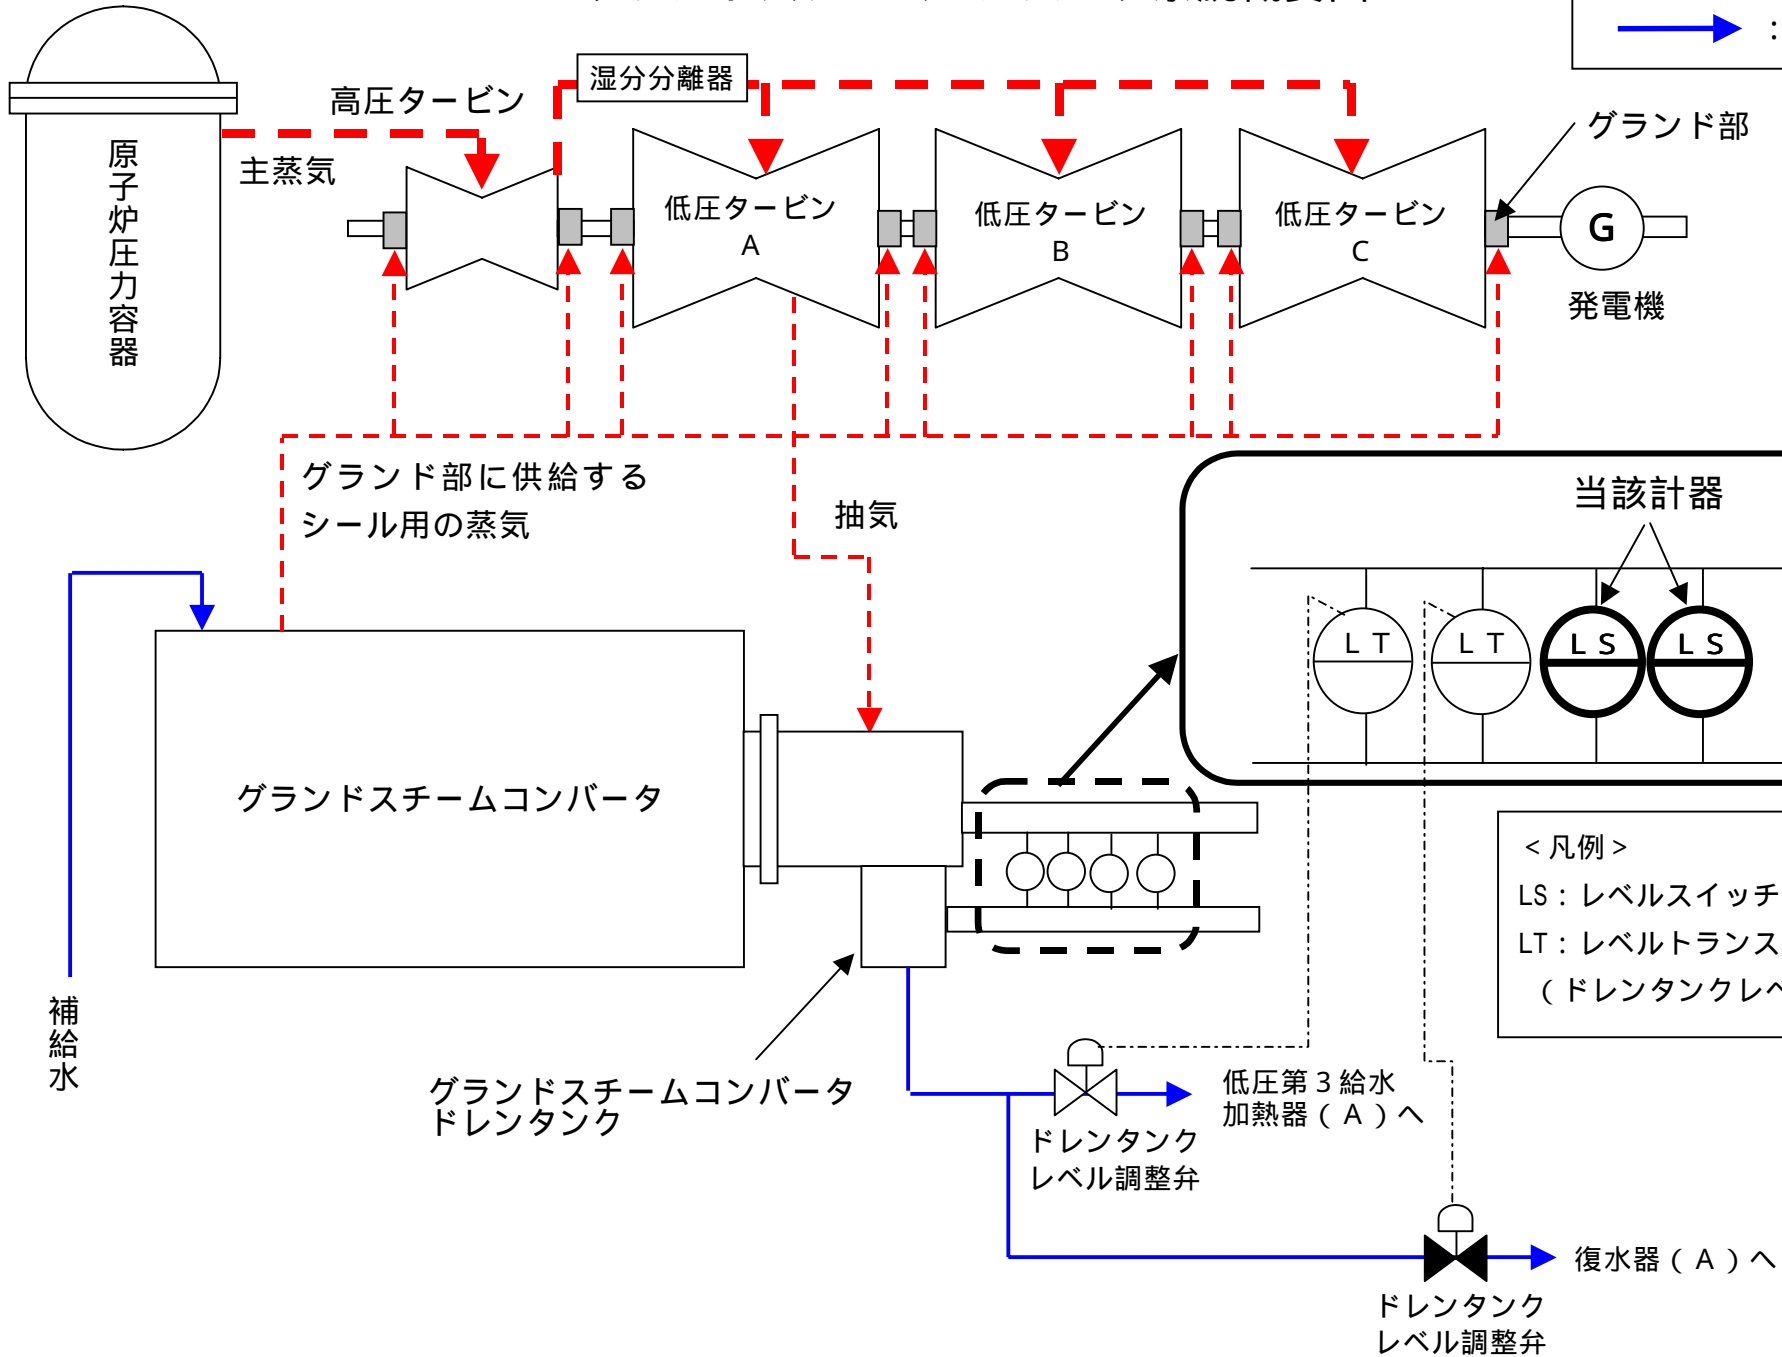 ：
湿分分離器
高圧タービン
グランド部
原子炉圧力容器
主蒸気
低圧タービン
A
低圧タービン
B
低圧タービン
C
G
発電機
グランド部に供給する
シール用の蒸気
抽気
当該計器
ＬＴ
ＬＴ
ＬＳ
ＬＳ
グランドスチームコンバータ
＜凡例＞
LS：レベルスイッチ
LT：レベルトランス
（ドレンタンクレベ
補給水
グランドスチームコンバータ
ドレンタンク
低圧第３給水
加熱器（Ａ）へ
ドレンタンク
レベル調整弁
復水器（Ａ）へ
ドレンタンク
レベル調整弁